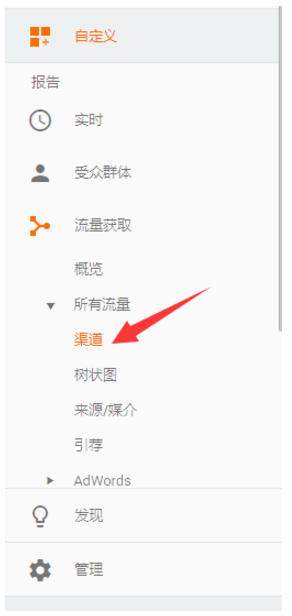 自定义
报告
实时
受众群体
流量获取
概览
所有流量
渠道
树状图
来源/媒介
引荐
AdWords
发现
管理